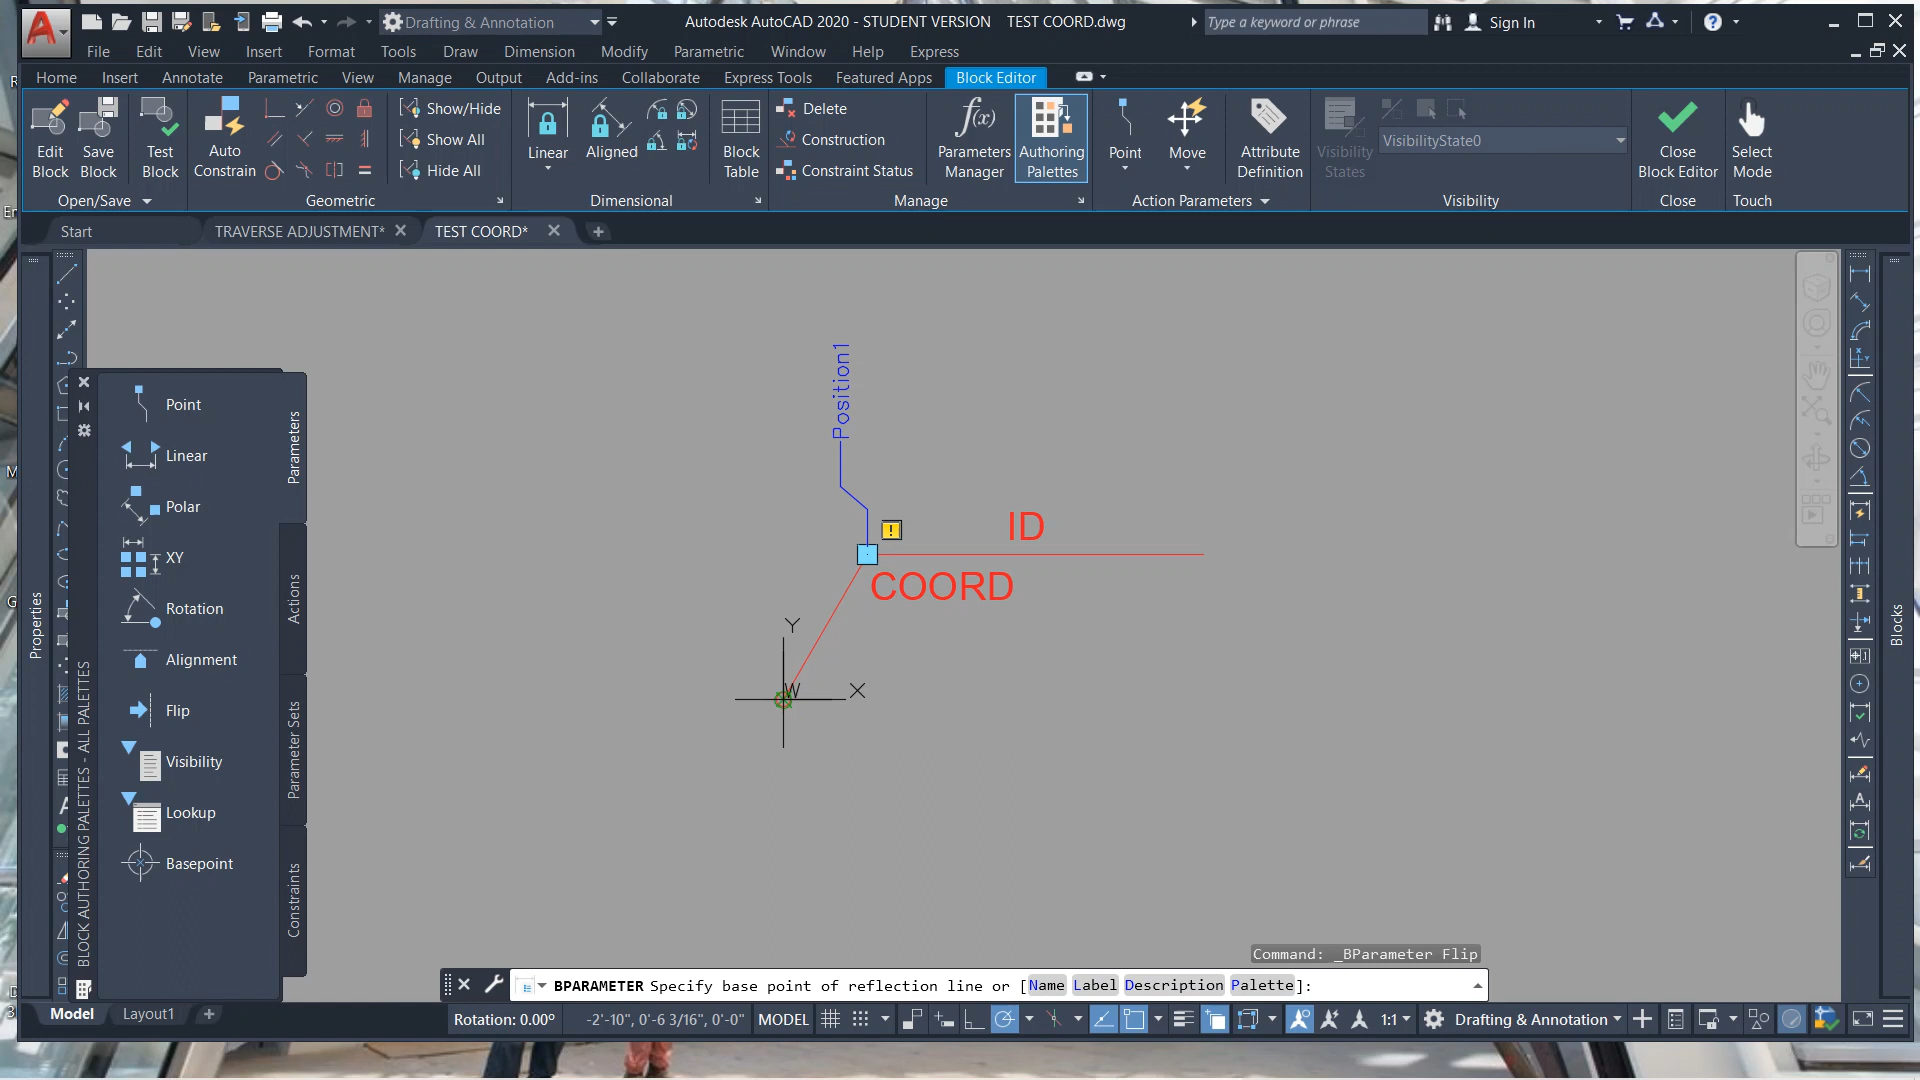 Drafting & Annotation
Autodesk AutoCAD 2020 - STUDENT VERSION TEST COORD.dwg
Type a keyword or phrase
Sign In
File Edit View Insert Format Tools Draw Dimension Modify Parametric Window Help Express
Home Insert Annotate Parametric View Manage Output Add-ins Collaborate Express Tools Featured Apps Block Editor
Edit Block
Save Block
Test Block
Auto Constrain
Show/Hide
Show All
Hide All
Linear
Aligned
Block Table
Delete
Construction
Constraint Status
Parameters Manager
Authoring Palettes
Point
Move
Attribute Definition
Visibility States
VisibilityState0
Close Block Editor
Select Mode
Open/Save
Geometric
Dimensional
Manage
Action Parameters
Visibility
Close
Touch
Start
TRAVERSE ADJUSTMENT*
TEST COORD*
Properties
BLOCK AUTHORING PALETTES - ALL PALETTES
Point
Linear
Polar
XY
Rotation
Alignment
Flip
Visibility
Lookup
Basepoint
Parameters
Actions
Parameter Sets
Constraints
Position1
ID
COORD
Y
W
X
Blocks
Command: _BParameter Flip
BPARAMETER Specify base point of reflection line or [Name Label Description Palette]:
Model
Layout1
Rotation: 0.00°
-2'-10", 0'-6 3/16", 0'-0"
MODEL
1:1
Drafting & Annotation